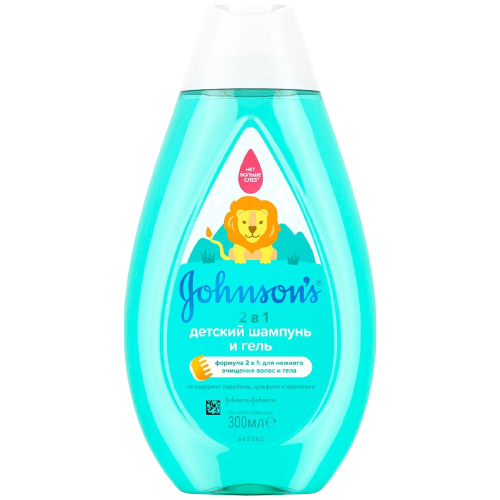 НЕТ
БОЛЬШЕ
СЛЕЗ*
Johnson's®
2 в 1
детский шампунь
и гель
формула 2 в 1: для нежного
очищения волос и тела
не содержит парабены, сульфаты и красители
Johnson&Johnson
300мл℮